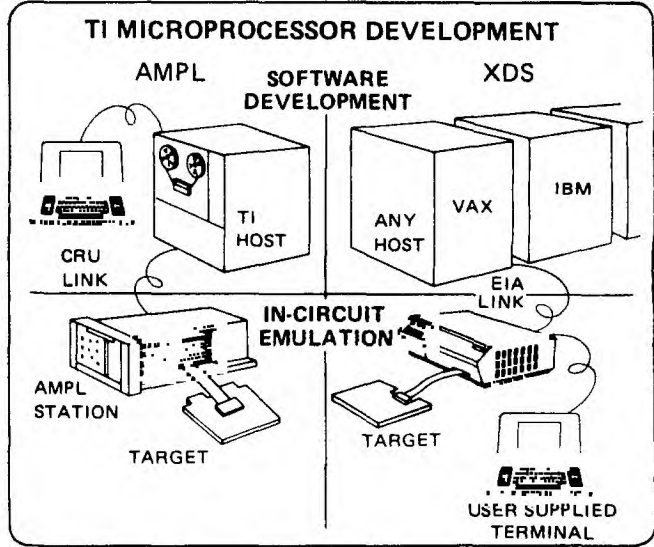 TI MICROPROCESSOR DEVELOPMENT
AMPL
XDS
SOFTWARE
DEVELOPMENT
TI
HOST
CRU
LINK
ANY
HOST
VAX
IBM
EIA
LINK
IN-CIRCUIT
EMULATION
AMPL
STATION
TARGET
TARGET
USER SUPPLIED
TERMINAL